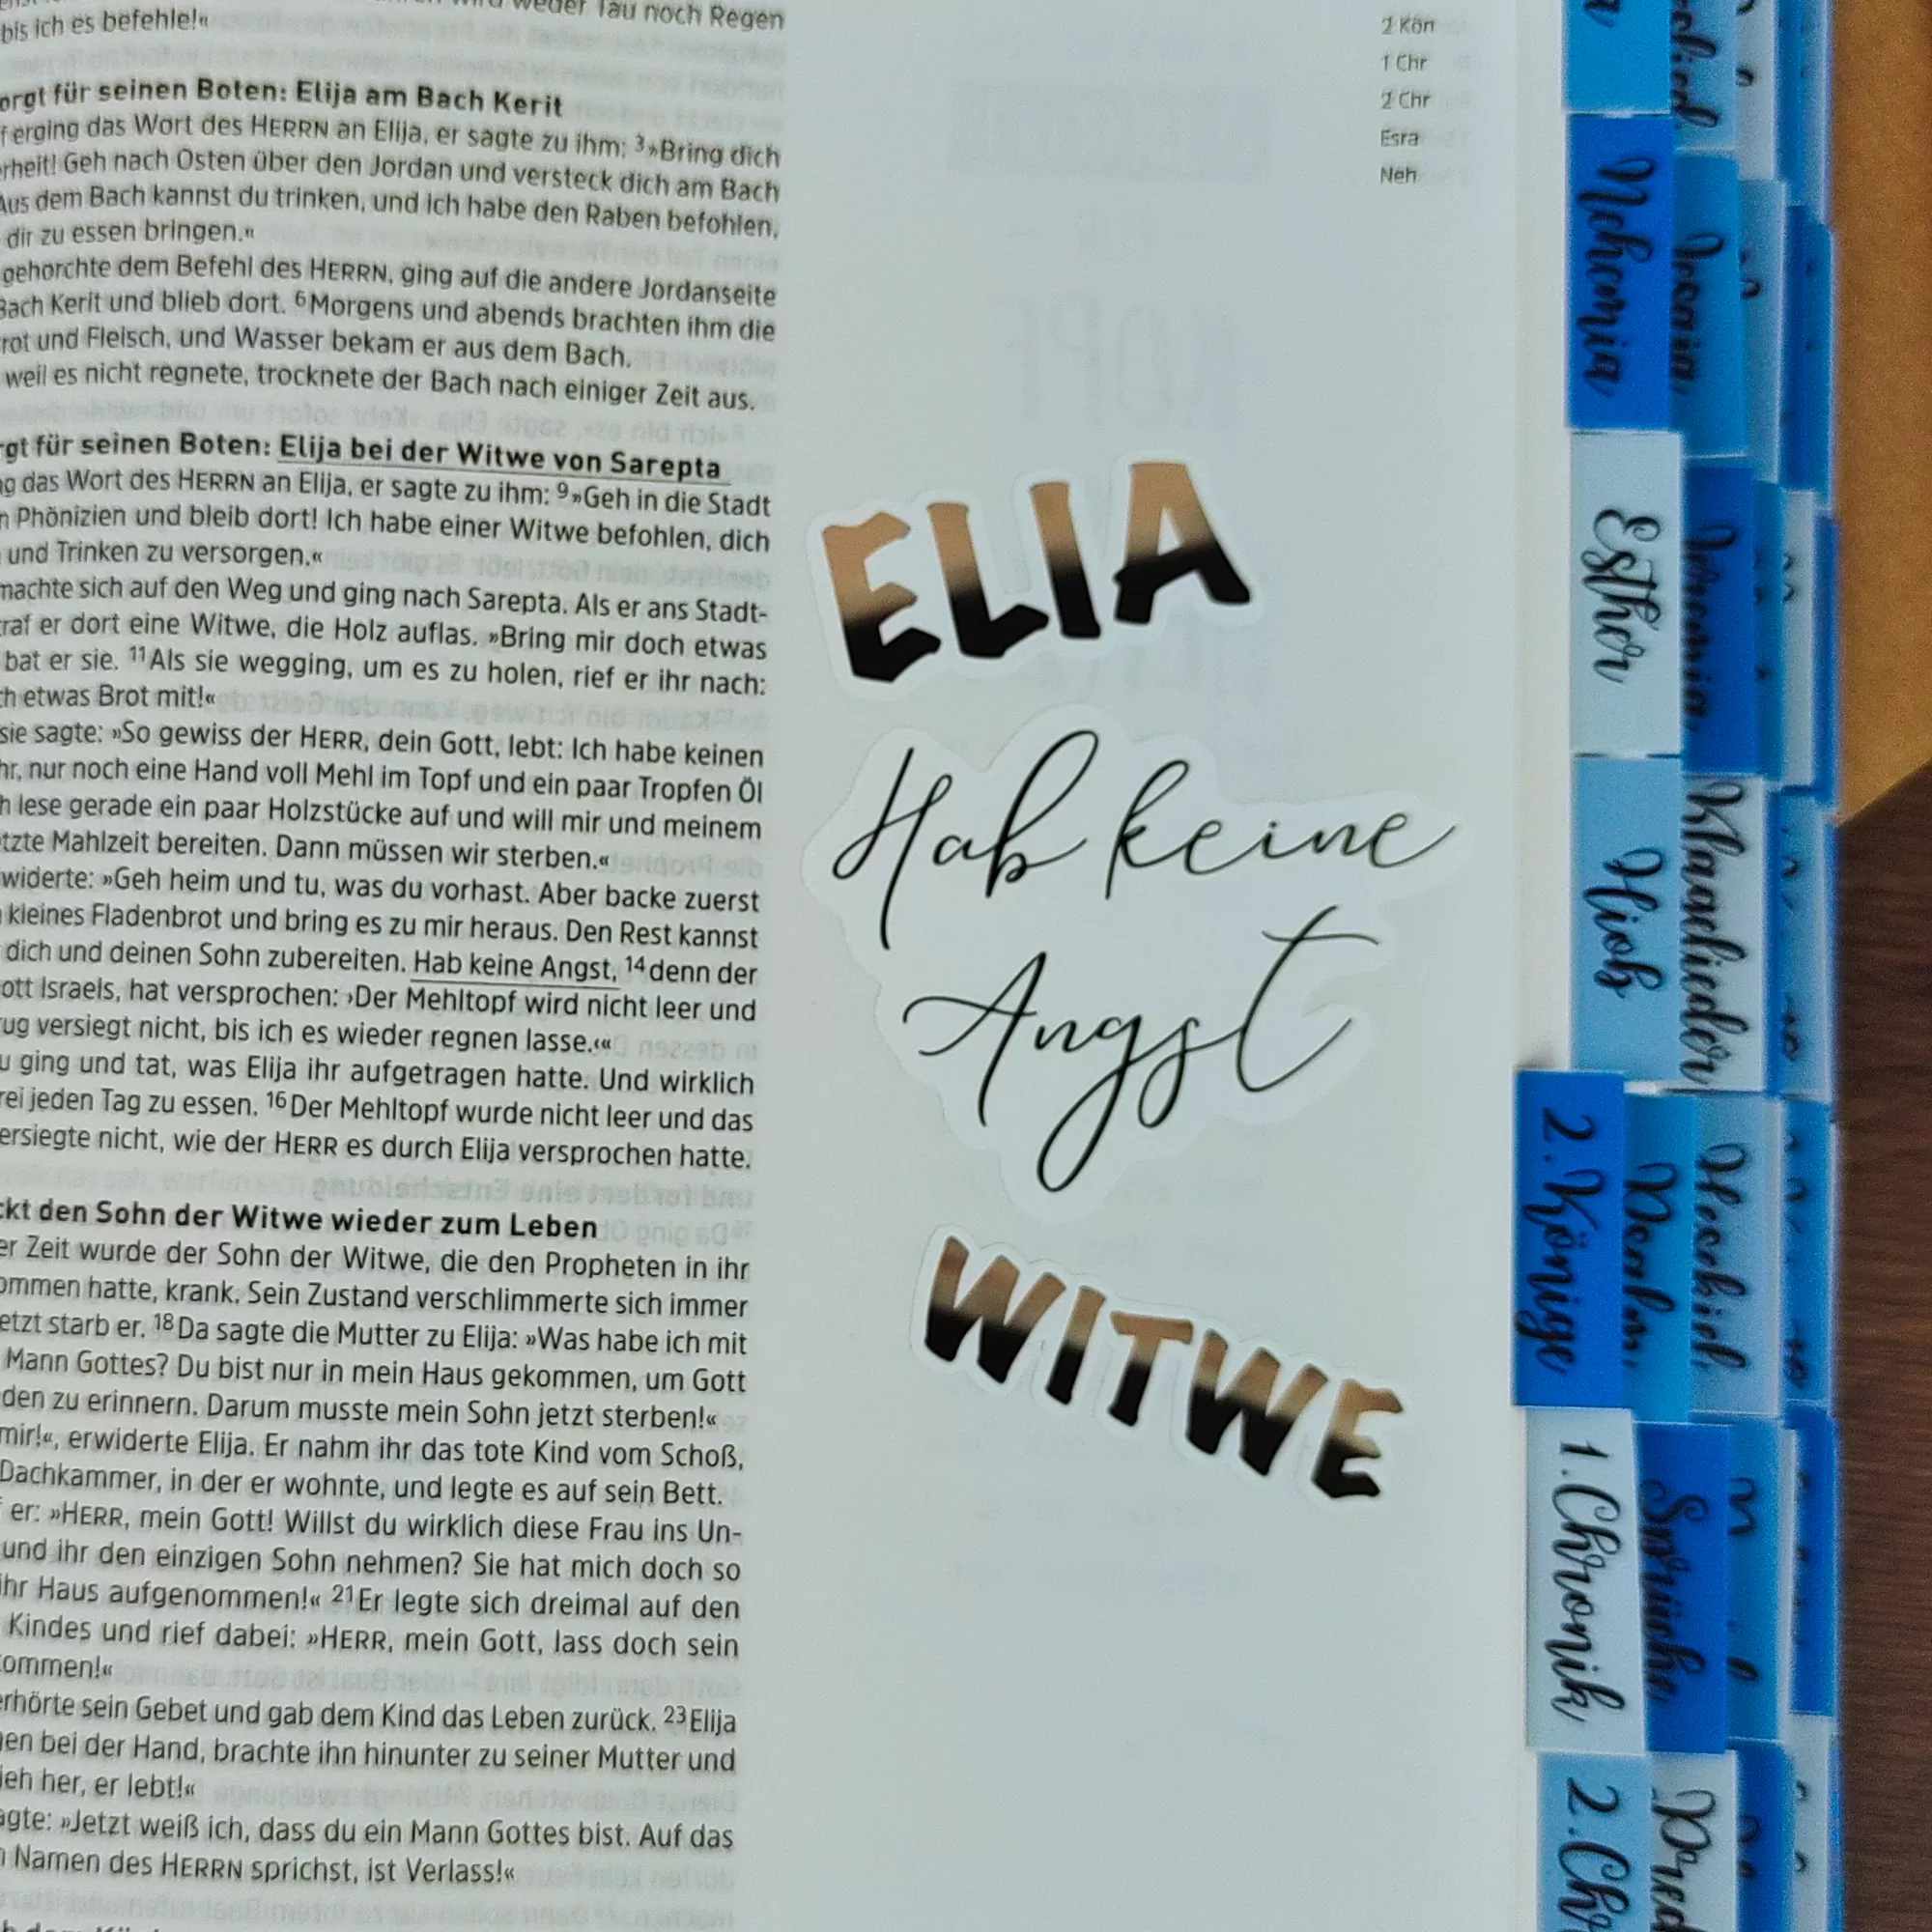 weder Tau noch Regen
bis ich es befehle!«
orgt für seinen Boten: Elija am Bach Kerit
erging das Wort des HERRN an Elija, er sagte zu ihm: 3»Bring dich
rheit! Geh nach Osten über den Jordan und versteck dich am Bach
Aus dem Bach kannst du trinken, und ich habe den Raben befohlen,
dir zu essen bringen.«
gehorchte dem Befehl des HERRN, ging auf die andere Jordanseite
Bach Kerit und blieb dort. 6Morgens und abends brachten ihm die
rot und Fleisch, und Wasser bekam er aus dem Bach.
weil es nicht regnete, trocknete der Bach nach einiger Zeit aus.
rgt für seinen Boten: Elija bei der Witwe von Sarepta
ng das Wort des HERRN an Elija, er sagte zu ihm: 9»Geh in die Stadt
n Phönizien und bleib dort! Ich habe einer Witwe befohlen, dich
und Trinken zu versorgen.«
machte sich auf den Weg und ging nach Sarepta. Als er ans Stadt-
traf er dort eine Witwe, die Holz auflas. »Bring mir doch etwas
bat er sie. 11Als sie wegging, um es zu holen, rief er ihr nach:
ch etwas Brot mit!«
sie sagte: »So gewiss der HERR, dein Gott, lebt: Ich habe keinen
hr, nur noch eine Hand voll Mehl im Topf und ein paar Tropfen Öl
h lese gerade ein paar Holzstücke auf und will mir und meinem
tzte Mahlzeit bereiten. Dann müssen wir sterben.«
widerte: »Geh heim und tu, was du vorhast. Aber backe zuerst
kleines Fladenbrot und bring es zu mir heraus. Den Rest kannst
dich und deinen Sohn zubereiten. Hab keine Angst, 14denn der
ott Israels, hat versprochen: ›Der Mehltopf wird nicht leer und
ug versiegt nicht, bis ich es wieder regnen lasse.‹«
u ging und tat, was Elija ihr aufgetragen hatte. Und wirklich
rei jeden Tag zu essen. 16Der Mehltopf wurde nicht leer und das
ersiegte nicht, wie der HERR es durch Elija versprochen hatte.
ckt den Sohn der Witwe wieder zum Leben
er Zeit wurde der Sohn der Witwe, die den Propheten in ihr
ommen hatte, krank. Sein Zustand verschlimmerte sich immer
etzt starb er. 18Da sagte die Mutter zu Elija: »Was habe ich mit
Mann Gottes? Du bist nur in mein Haus gekommen, um Gott
den zu erinnern. Darum musste mein Sohn jetzt sterben!«
mir!«, erwiderte Elija. Er nahm ihr das tote Kind vom Schoß,
Dachkammer, in der er wohnte, und legte es auf sein Bett.
er: »HERR, mein Gott! Willst du wirklich diese Frau ins Un-
und ihr den einzigen Sohn nehmen? Sie hat mich doch so
ihr Haus aufgenommen!« 21Er legte sich dreimal auf den
Kindes und rief dabei: »HERR, mein Gott, lass doch sein
ommen!«
erhörte sein Gebet und gab dem Kind das Leben zurück. 23Elija
en bei der Hand, brachte ihn hinunter zu seiner Mutter und
ieh her, er lebt!«
agte: »Jetzt weiß ich, dass du ein Mann Gottes bist. Auf das
n Namen des HERRN sprichst, ist Verlass!«
2 Kön
1 Chr
2 Chr
Esra
Neh
ELIA
Hab keine
Angst
WITWE
Nehemia
Esther
Hiob
2. Könige
1. Chronik
2. Ch
Jesaia
Jeremia
Klagelieder
Psalm
Hesekiel
Sprüche
Pred